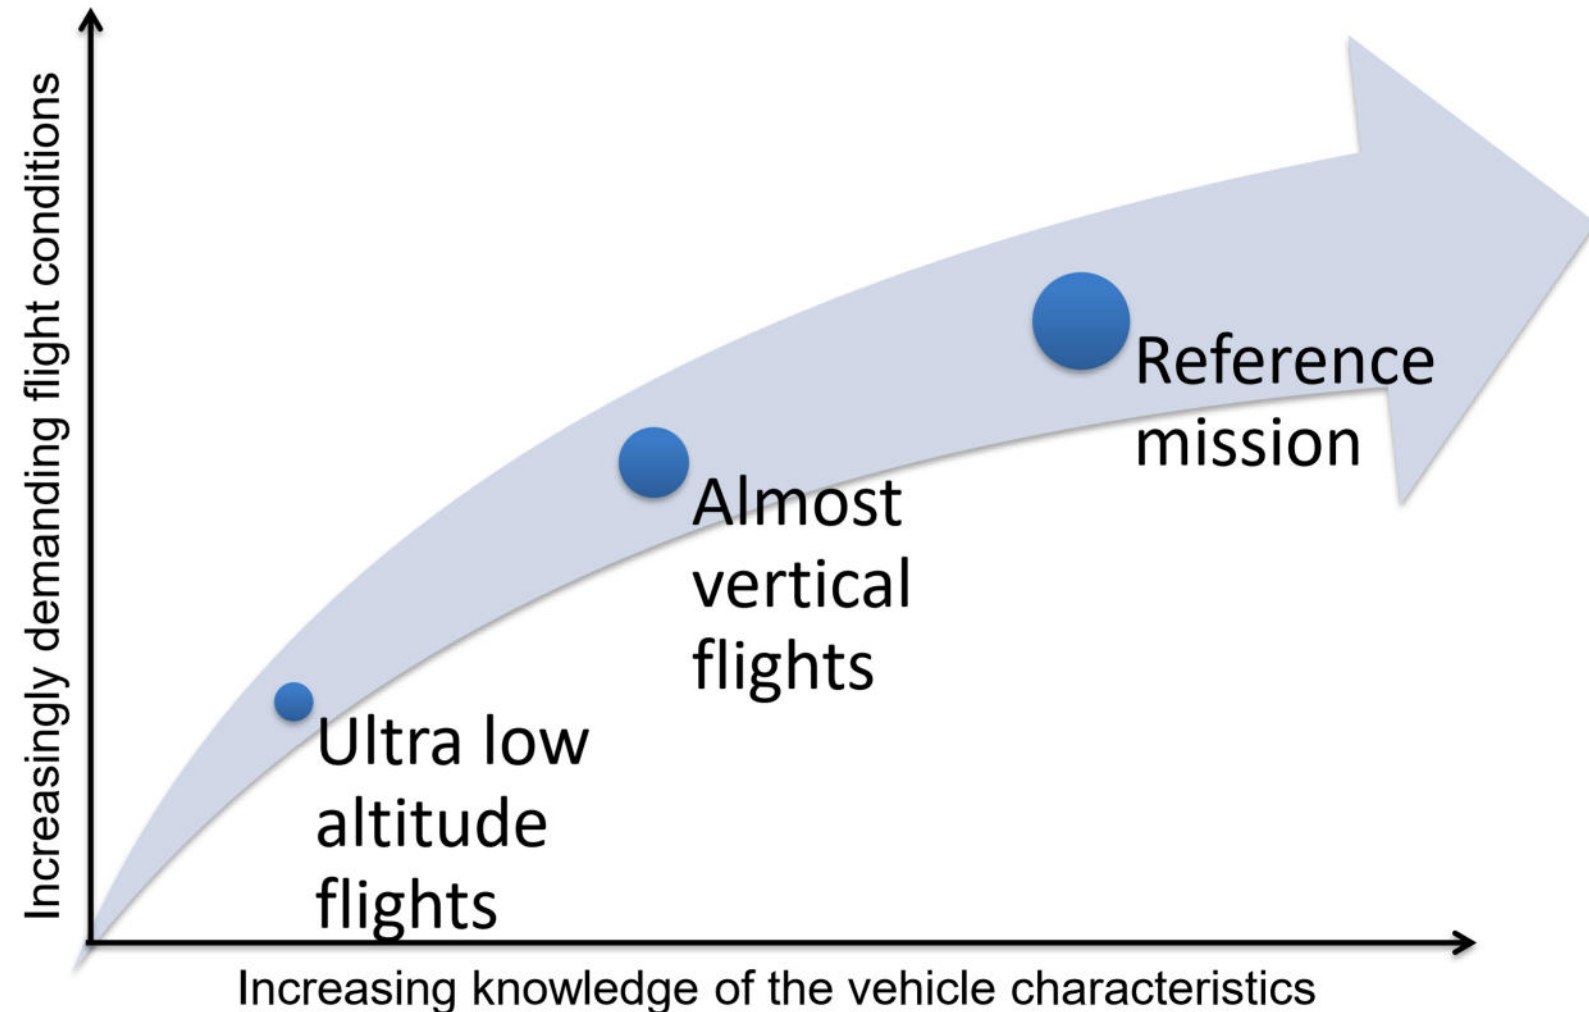 Increasingly demanding flight conditions
Reference
mission
Almost
vertical
flights
Ultra low
altitude
flights
Increasing knowledge of the vehicle characteristics